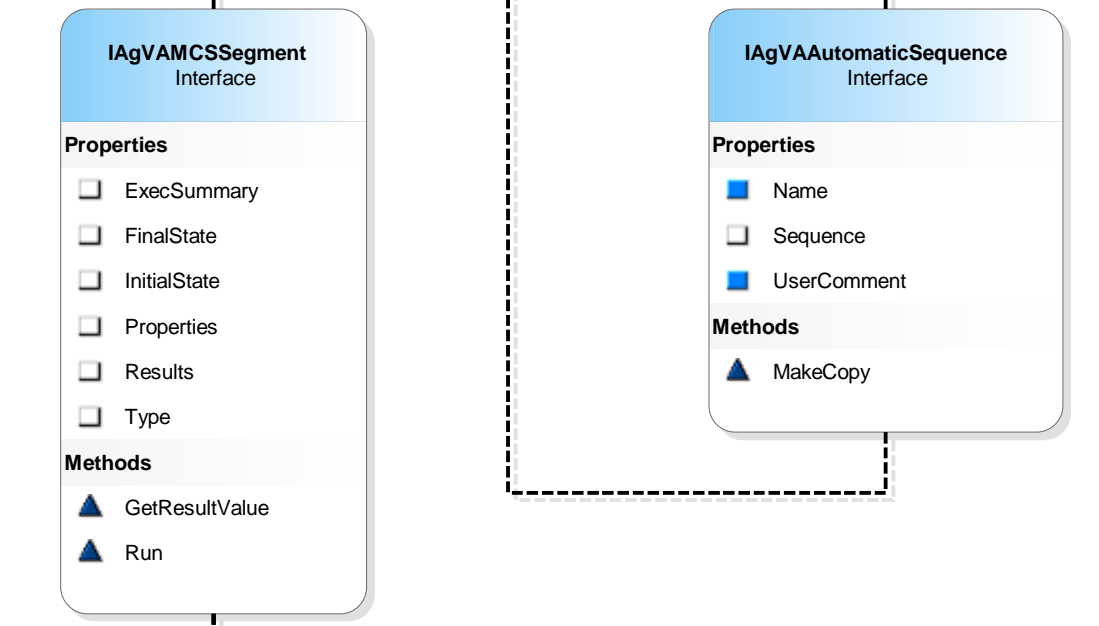 IAgVAMCSSegment
Interface
Properties
ExecSummary
FinalState
InitialState
Properties
Results
Type
Methods
GetResultValue
Run
IAgVAAutomaticSequence
Interface
Properties
Name
Sequence
UserComment
Methods
MakeCopy